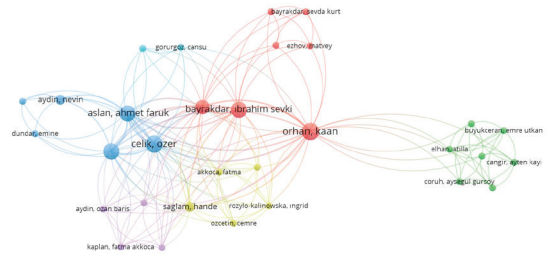 bayrakdar, sevda kurt
gorurgoz, cansu
ezhov, matvey
aydin, nevin
aslan, ahmet faruk
bayrakdar, ibrahim sevki
orhan, kaan
dundar, emine
celik, ozer
buyukceran, emre utkan
elhan, atilla
cangir, ayten kayi
coruh, aysegul gursoy
akkoca, fatma
aydin, ozan baris
saglam, hande
rozylo-kalinowska, ingrid
ozcetin, cemre
kaplan, fatma akkoca